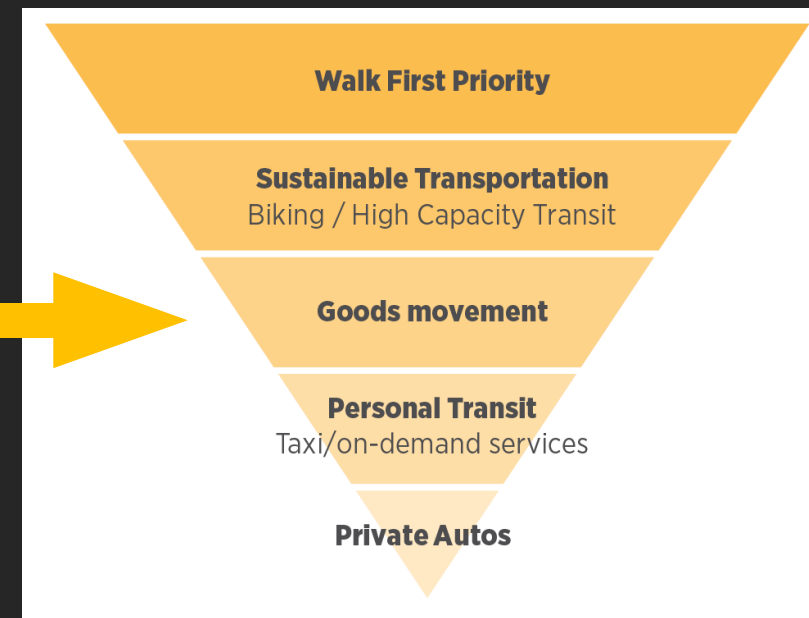 Walk First Priority
Sustainable Transportation
Biking / High Capacity Transit
Goods movement
Personal Transit
Taxi/on-demand services
Private Autos